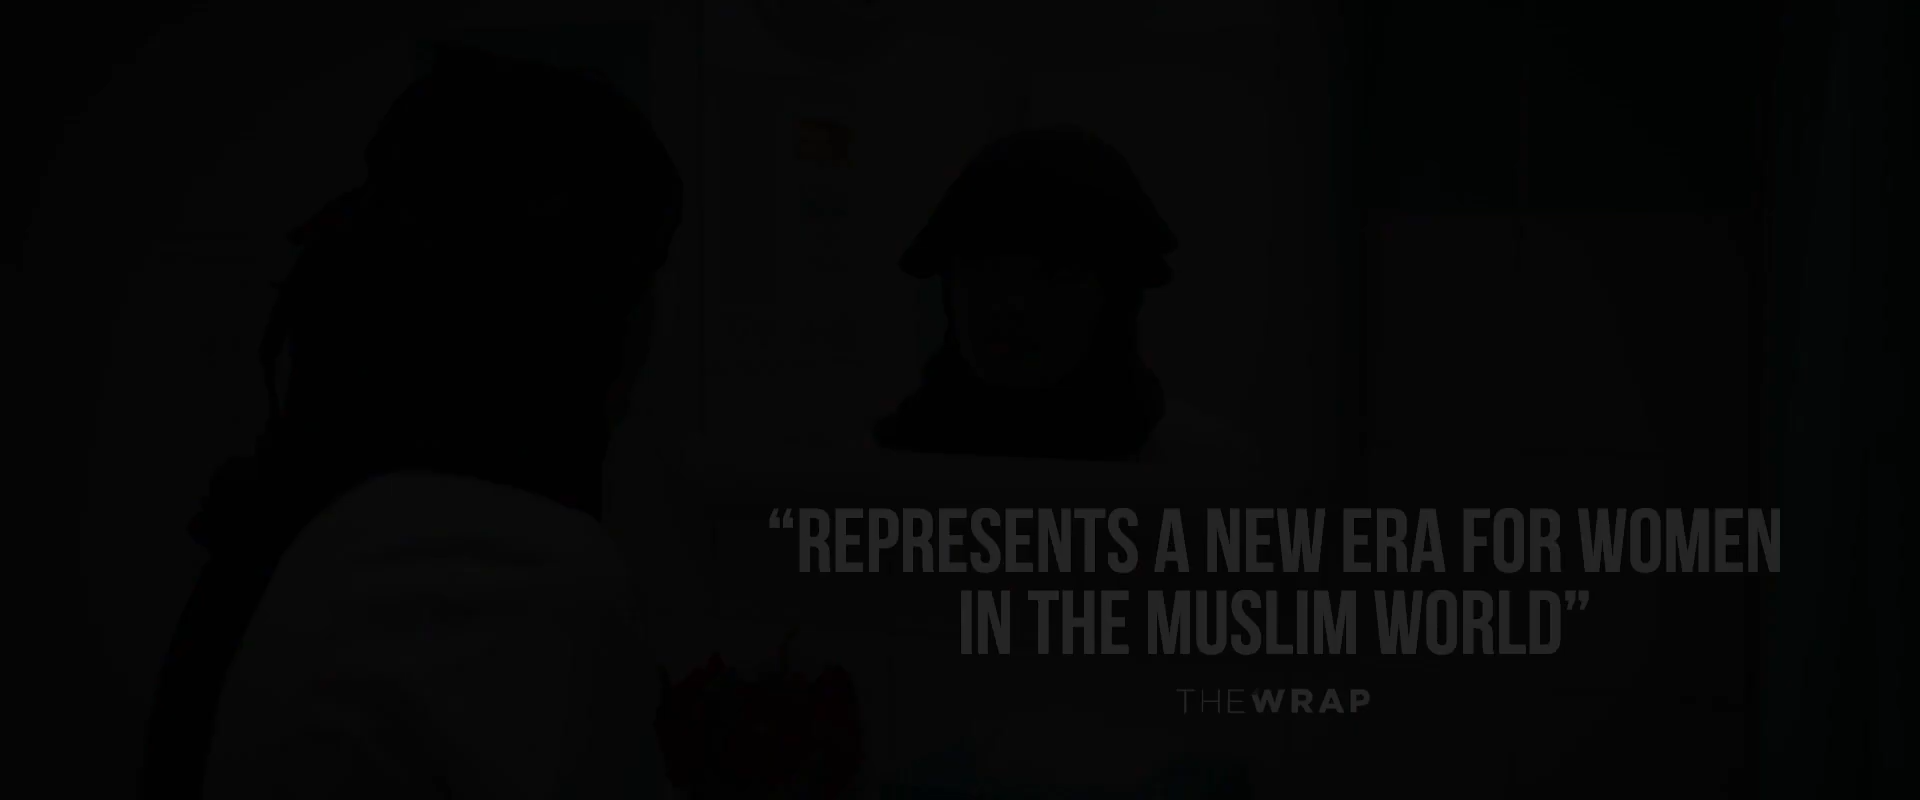 “REPRESENTS A NEW ERA FOR WOMEN
IN THE MUSLIM WORLD”
THEWRAP